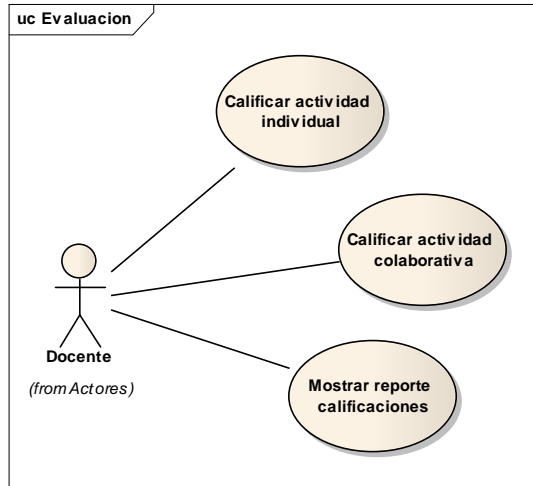 uc Evaluacion
Calificar actividad
individual
Calificar actividad
colaborativa
Docente
(from Actores)
Mostrar reporte
calificaciones